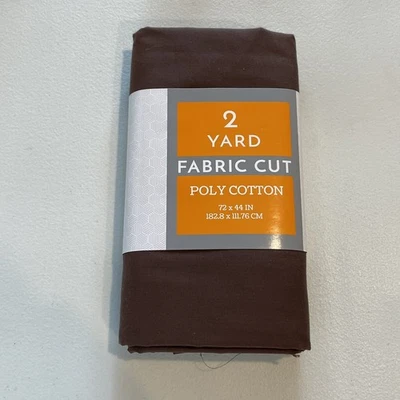 2
YARD
FABRIC CUT
POLY COTTON
72 x 44 IN
182.8 x 111.76 CM